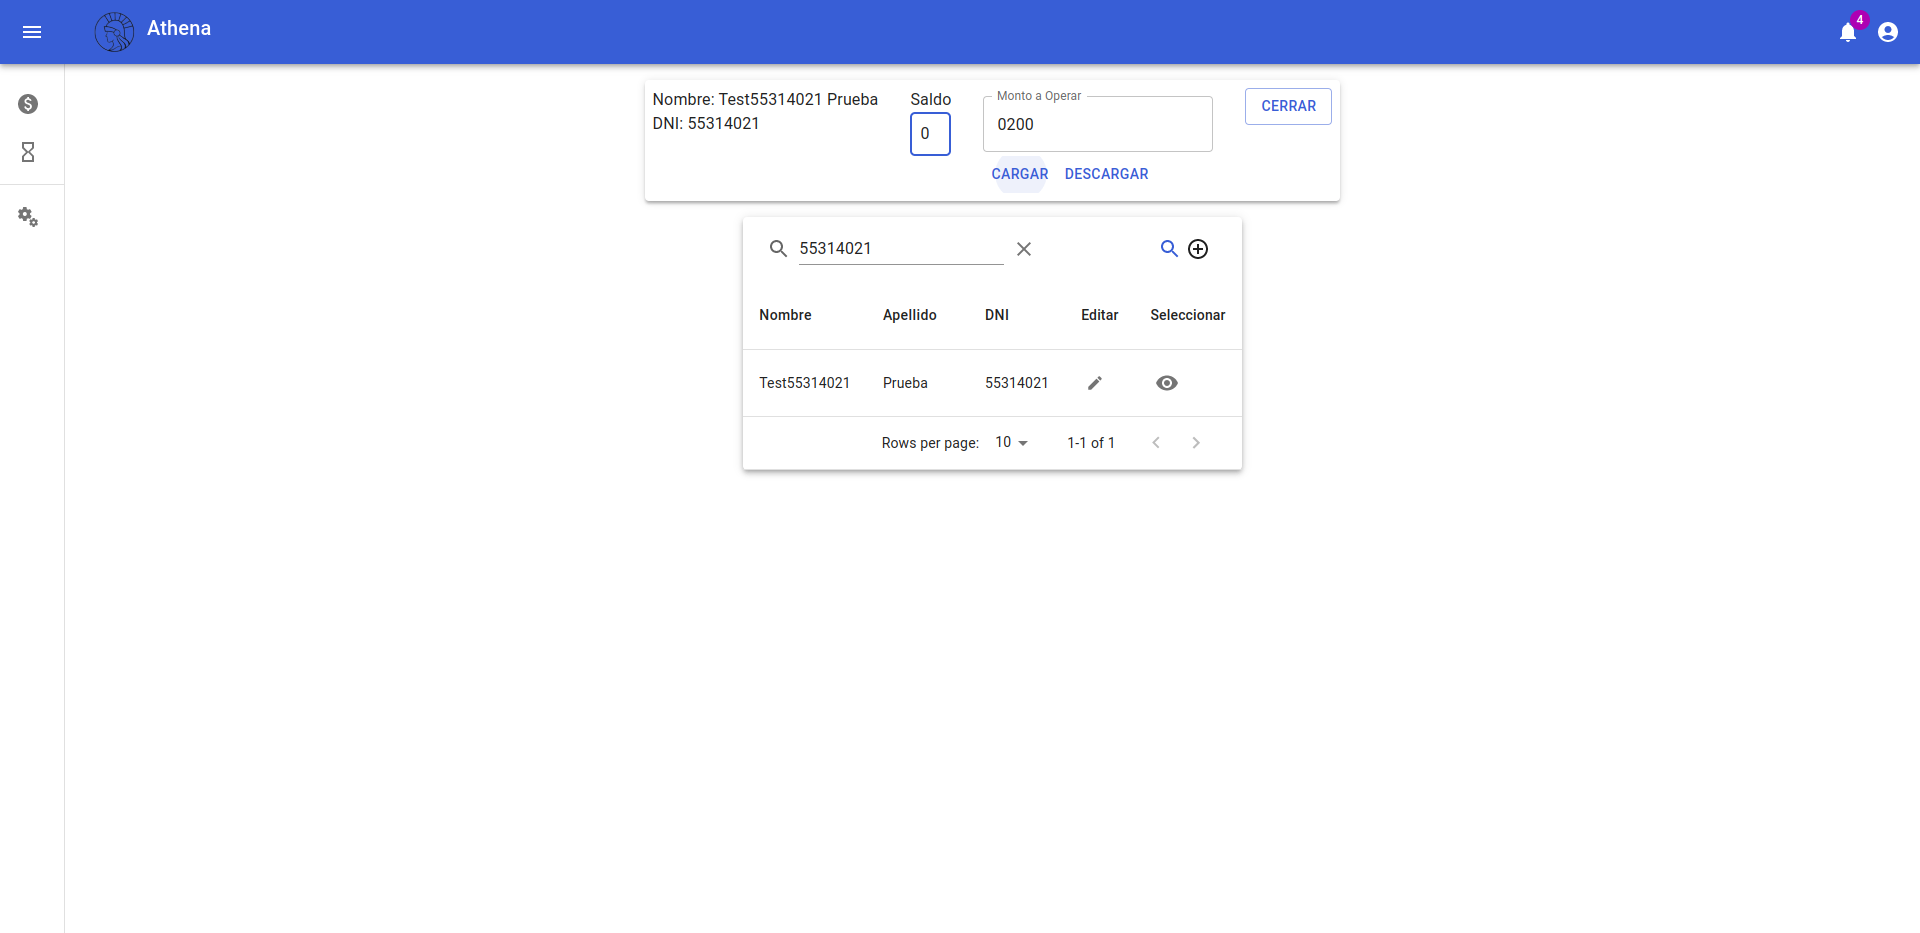 Athena
4
Nombre: Test55314021 Prueba
DNI: 55314021
Saldo
0
Monto a Operar
0200
CERRAR
CARGAR DESCARGAR
55314021
Nombre Apellido DNI Editar Seleccionar
Test55314021 Prueba 55314021
Rows per page: 10 1-1 of 1